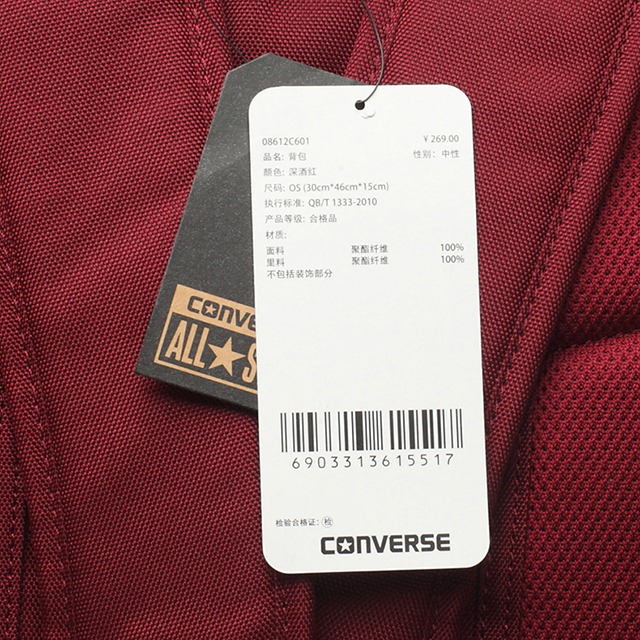 08612C601 ¥ 269.00
品名: 背包 性别: 中性
颜色: 深酒红
尺码: OS (30cm*46cm*15cm)
执行标准: QB/T 1333-2010
产品等级: 合格品
材质:
面料 聚酯纤维 100%
里料 聚酯纤维 100%
不包括装饰部分
CONVE
ALL★S
6903313615517
检验合格证: ㊢检
CONVERSE